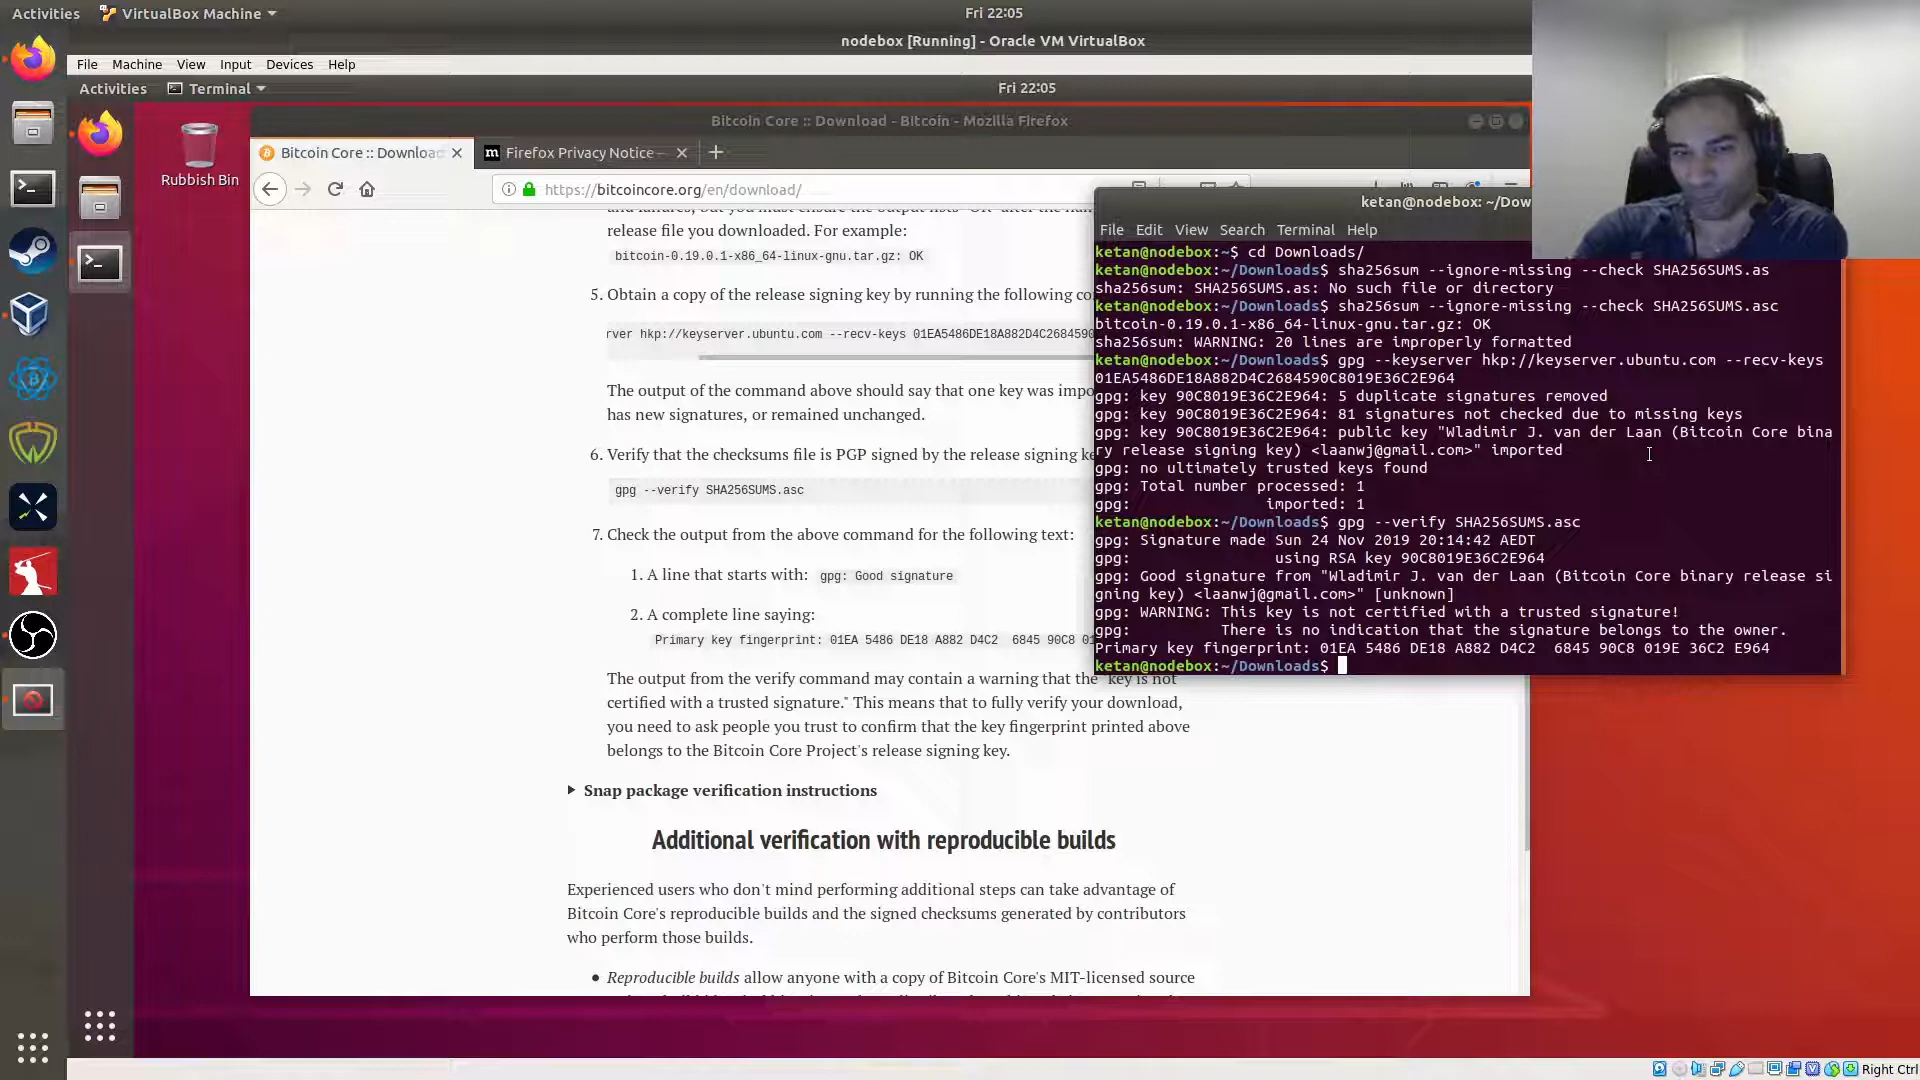 Activities
VirtualBox Machine
Fri 22:05
nodebox [Running] - Oracle VM VirtualBox
File Machine View Input Devices Help
Activities
Terminal
Fri 22:05
Rubbish Bin
Bitcoin Core :: Download - Bitcoin - Mozilla Firefox
Bitcoin Core :: Download
Firefox Privacy Notice
https://bitcoincore.org/en/download/
release file you downloaded. For example:
bitcoin-0.19.0.1-x86_64-linux-gnu.tar.gz: OK
5. Obtain a copy of the release signing key by running the following co
rver hkp://keyserver.ubuntu.com --recv-keys 01EA5486DE18A882D4C2684590
The output of the command above should say that one key was impo
has new signatures, or remained unchanged.
6. Verify that the checksums file is PGP signed by the release signing ke
gpg --verify SHA256SUMS.asc
7. Check the output from the above command for the following text:
1. A line that starts with: gpg: Good signature
2. A complete line saying:
Primary key fingerprint: 01EA 5486 DE18 A882 D4C2  6845 90C8 01
The output from the verify command may contain a warning that the "key is not
certified with a trusted signature." This means that to fully verify your download,
you need to ask people you trust to confirm that the key fingerprint printed above
belongs to the Bitcoin Core Project's release signing key.
Snap package verification instructions
Additional verification with reproducible builds
Experienced users who don't mind performing additional steps can take advantage of
Bitcoin Core's reproducible builds and the signed checksums generated by contributors
who perform those builds.
• Reproducible builds allow anyone with a copy of Bitcoin Core's MIT-licensed source
ketan@nodebox: ~/Dow
File Edit View Search Terminal Help
ketan@nodebox:~$ cd Downloads/
ketan@nodebox:~/Downloads$ sha256sum --ignore-missing --check SHA256SUMS.as
sha256sum: SHA256SUMS.as: No such file or directory
ketan@nodebox:~/Downloads$ sha256sum --ignore-missing --check SHA256SUMS.asc
bitcoin-0.19.0.1-x86_64-linux-gnu.tar.gz: OK
sha256sum: WARNING: 20 lines are improperly formatted
ketan@nodebox:~/Downloads$ gpg --keyserver hkp://keyserver.ubuntu.com --recv-keys
01EA5486DE18A882D4C2684590C8019E36C2E964
gpg: key 90C8019E36C2E964: 5 duplicate signatures removed
gpg: key 90C8019E36C2E964: 81 signatures not checked due to missing keys
gpg: key 90C8019E36C2E964: public key "Wladimir J. van der Laan (Bitcoin Core bina
ry release signing key) <laanwj@gmail.com>" imported
gpg: no ultimately trusted keys found
gpg: Total number processed: 1
gpg:               imported: 1
ketan@nodebox:~/Downloads$ gpg --verify SHA256SUMS.asc
gpg: Signature made Sun 24 Nov 2019 20:14:42 AEDT
gpg:                using RSA key 90C8019E36C2E964
gpg: Good signature from "Wladimir J. van der Laan (Bitcoin Core binary release si
gning key) <laanwj@gmail.com>" [unknown]
gpg: WARNING: This key is not certified with a trusted signature!
gpg:          There is no indication that the signature belongs to the owner.
Primary key fingerprint: 01EA 5486 DE18 A882 D4C2  6845 90C8 019E 36C2 E964
ketan@nodebox:~/Downloads$
Right Ctrl